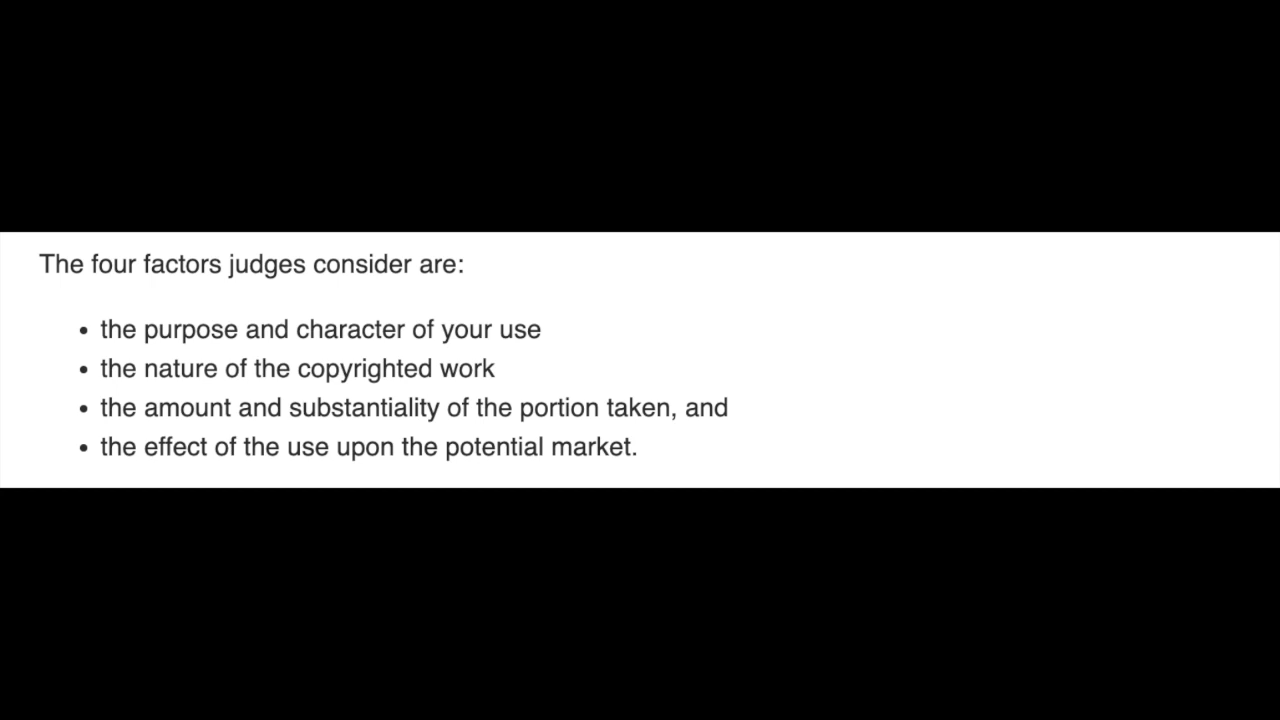 The four factors judges consider are:
• the purpose and character of your use
• the nature of the copyrighted work
• the amount and substantiality of the portion taken, and
• the effect of the use upon the potential market.